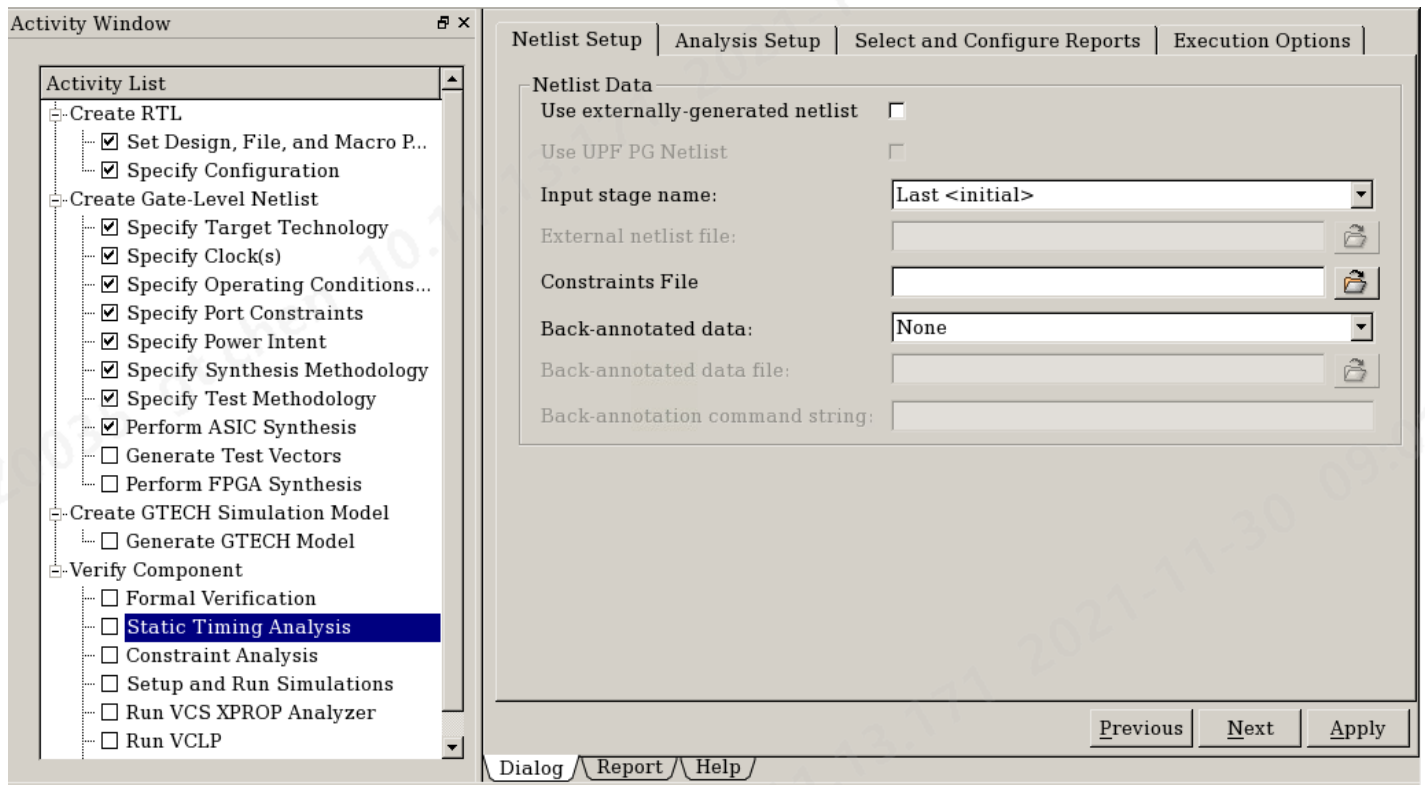 Activity Window
Activity List
Create RTL
Set Design, File, and Macro P...
Specify Configuration
Create Gate-Level Netlist
Specify Target Technology
Specify Clock(s)
Specify Operating Conditions...
Specify Port Constraints
Specify Power Intent
Specify Synthesis Methodology
Specify Test Methodology
Perform ASIC Synthesis
Generate Test Vectors
Perform FPGA Synthesis
Create GTECH Simulation Model
Generate GTECH Model
Verify Component
Formal Verification
Static Timing Analysis
Constraint Analysis
Setup and Run Simulations
Run VCS XPROP Analyzer
Run VCLP
Netlist Setup Analysis Setup Select and Configure Reports Execution Options
Netlist Data
Use externally-generated netlist
Use UPF PG Netlist
Input stage name: Last <initial>
External netlist file:
Constraints File
Back-annotated data: None
Back-annotated data file:
Back-annotation command string:
Previous Next Apply
Dialog Report Help